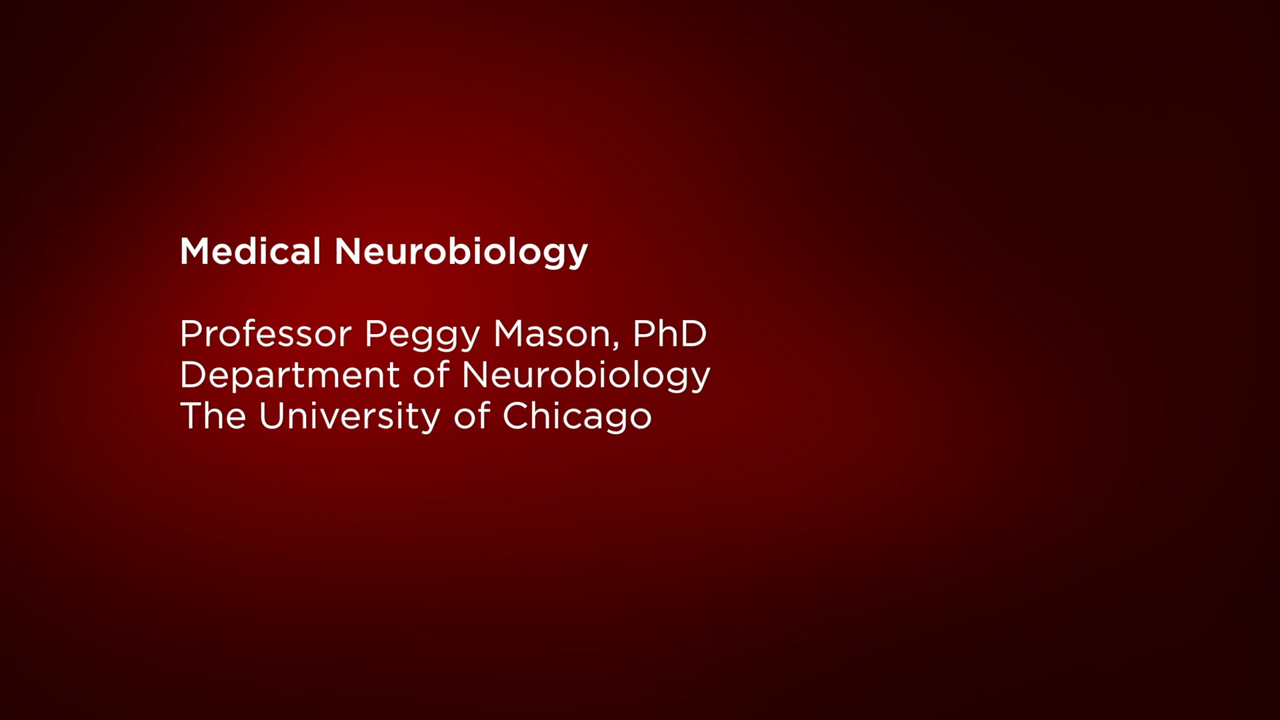 Medical Neurobiology
Professor Peggy Mason, PhD
Department of Neurobiology
The University of Chicago